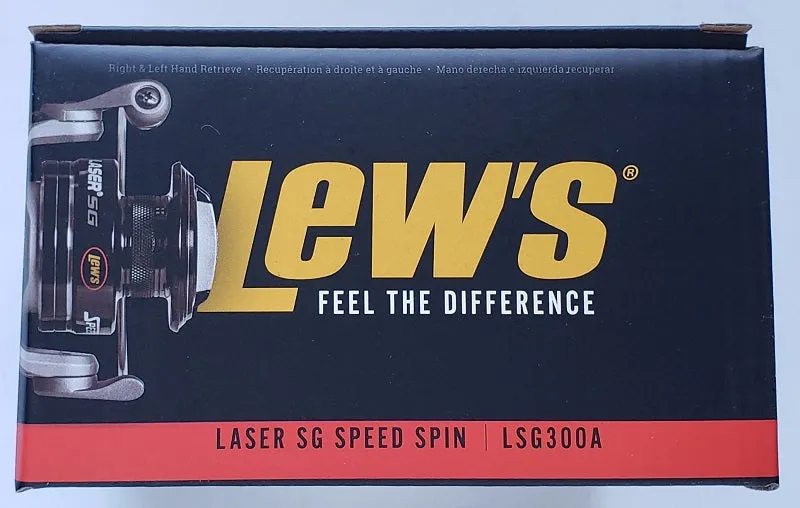 Right & Left Hand Retrieve • Récupération à droite et à gauche • Mano derecha e izquierda recuperar
LASER® SG
Lew's
Lew's®
FEEL THE DIFFERENCE
LASER SG SPEED SPIN | LSG300A